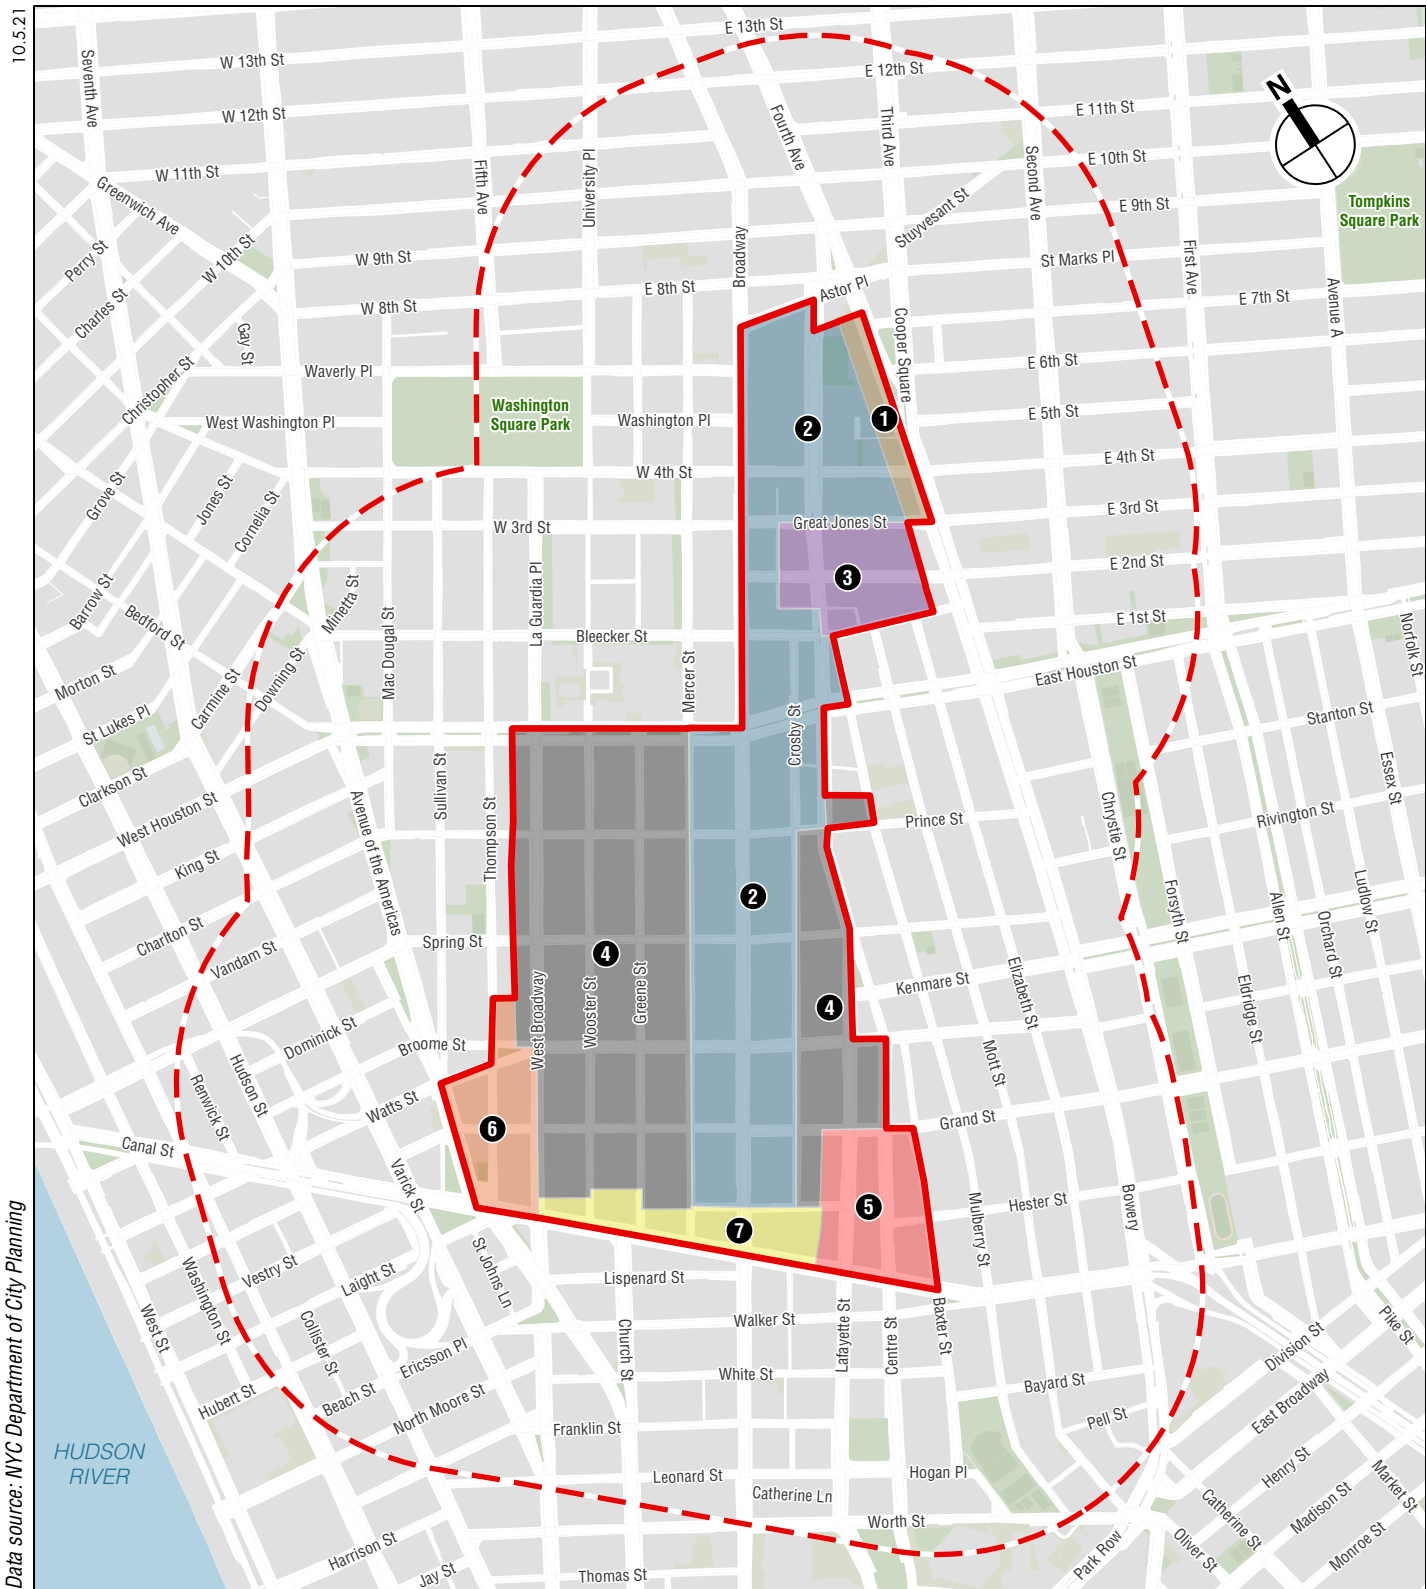 10.5.21
E 13th St
W 13th St
E 12th St
Seventh Ave
W 12th St
Fourth Ave
Third Ave
E 11th St
N
W 11th St
Fifth Ave
University Pl
Second Ave
E 10th St
Greenwich Ave
Stuyvesant St
E 9th St
Tompkins
Square Park
Perry St
W 10th St
W 9th St
Broadway
St Marks Pl
First Ave
Charles St
W 8th St
E 8th St
Astor Pl
E 7th St
Avenue A
Gay St
Cooper Square
Christopher St
Waverly Pl
E 6th St
West Washington Pl
Washington
Square Park
Washington Pl
2
1
E 5th St
Grove St
Jones St
Cornelia St
W 4th St
E 4th St
W 3rd St
Great Jones St
E 3rd St
Barrow St
Minetta St
La Guardia Pl
3
E 2nd St
Bedford St
Mac Dougal St
Bleecker St
E 1st St
Norfolk St
Morton St
Carmine St
Downing St
Mercer St
East Houston St
St Lukes Pl
Crosby St
Stanton St
Clarkson St
Sullivan St
Essex St
West Houston St
Avenue of the Americas
Thompson St
Prince St
Chrystie St
Rivington St
King St
2
Forsyth St
Allen St
Ludlow St
Charlton St
Vandam St
Spring St
4
Orchard St
West Broadway
Wooster St
Greene St
4
Kenmare St
Elizabeth St
Eldridge St
Dominick St
Broome St
Hudson St
Mott St
Renwick St
Watts St
6
Grand St
Canal St
Varick St
5
Mulberry St
Hester St
Bowery
7
Vestry St
Laight St
St Johns Ln
Lispenard St
Washington St
West St
Collister St
Ericsson Pl
Church St
Walker St
Lafayette St
Centre St
Baxter St
Pike St
Division St
Hubert St
Beach St
North Moore St
White St
Bayard St
East Broadway
Franklin St
Pell St
HUDSON
RIVER
Leonard St
Hogan Pl
Henry St
Market St
Catherine Ln
Catherine St
Madison St
Worth St
Harrison St
Park Row
Oliver St
Monroe St
Jay St
Thomas St
Data source: NYC Department of City Planning